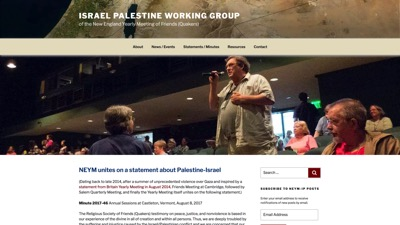 ISRAEL PALESTINE WORKING GROUP
of the New England Yearly Meeting of Friends (Quakers)
About News / Events Statements / Minutes Resources Contact
NEYM unites on a statement about Palestine-Israel
(Dating back to late 2014, after a summer of unprecedented violence over Gaza and inspired by a
statement from Britain Yearly Meeting in August 2014, Friends Meeting at Cambridge, followed by
Salem Quarterly Meeting, and finally the Yearly Meeting itself unites on the following statement.)
Minute 2017-46 Annual Sessions at Castleton, Vermont, August 8, 2017
The Religious Society of Friends (Quakers) testimony on peace, justice, and nonviolence is based in
our experience of the divine in all of creation and within all persons. Thus, we are deeply troubled by
the suffering and injustice caused by the Israel/Palestine conflict and we are concerned that our
Search …
SUBSCRIBE TO NEYM-IP POSTS
Enter your email address to receive
notifications of new posts by email.
Email Address